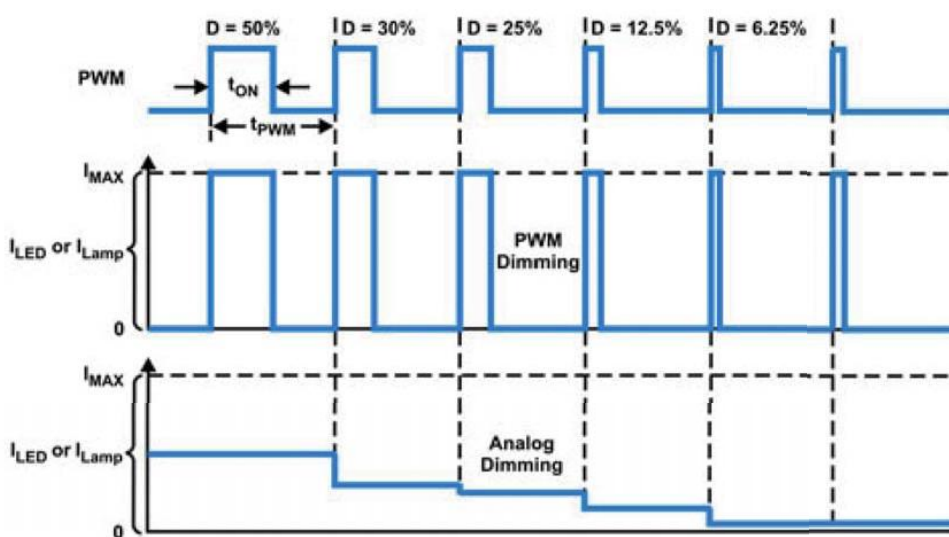 D = 50% D = 30% D = 25% D = 12.5% D = 6.25%
PWM
tON
tPWM
IMAX
ILED or ILamp
PWM
Dimming
0
IMAX
ILED or ILamp
Analog
Dimming
0